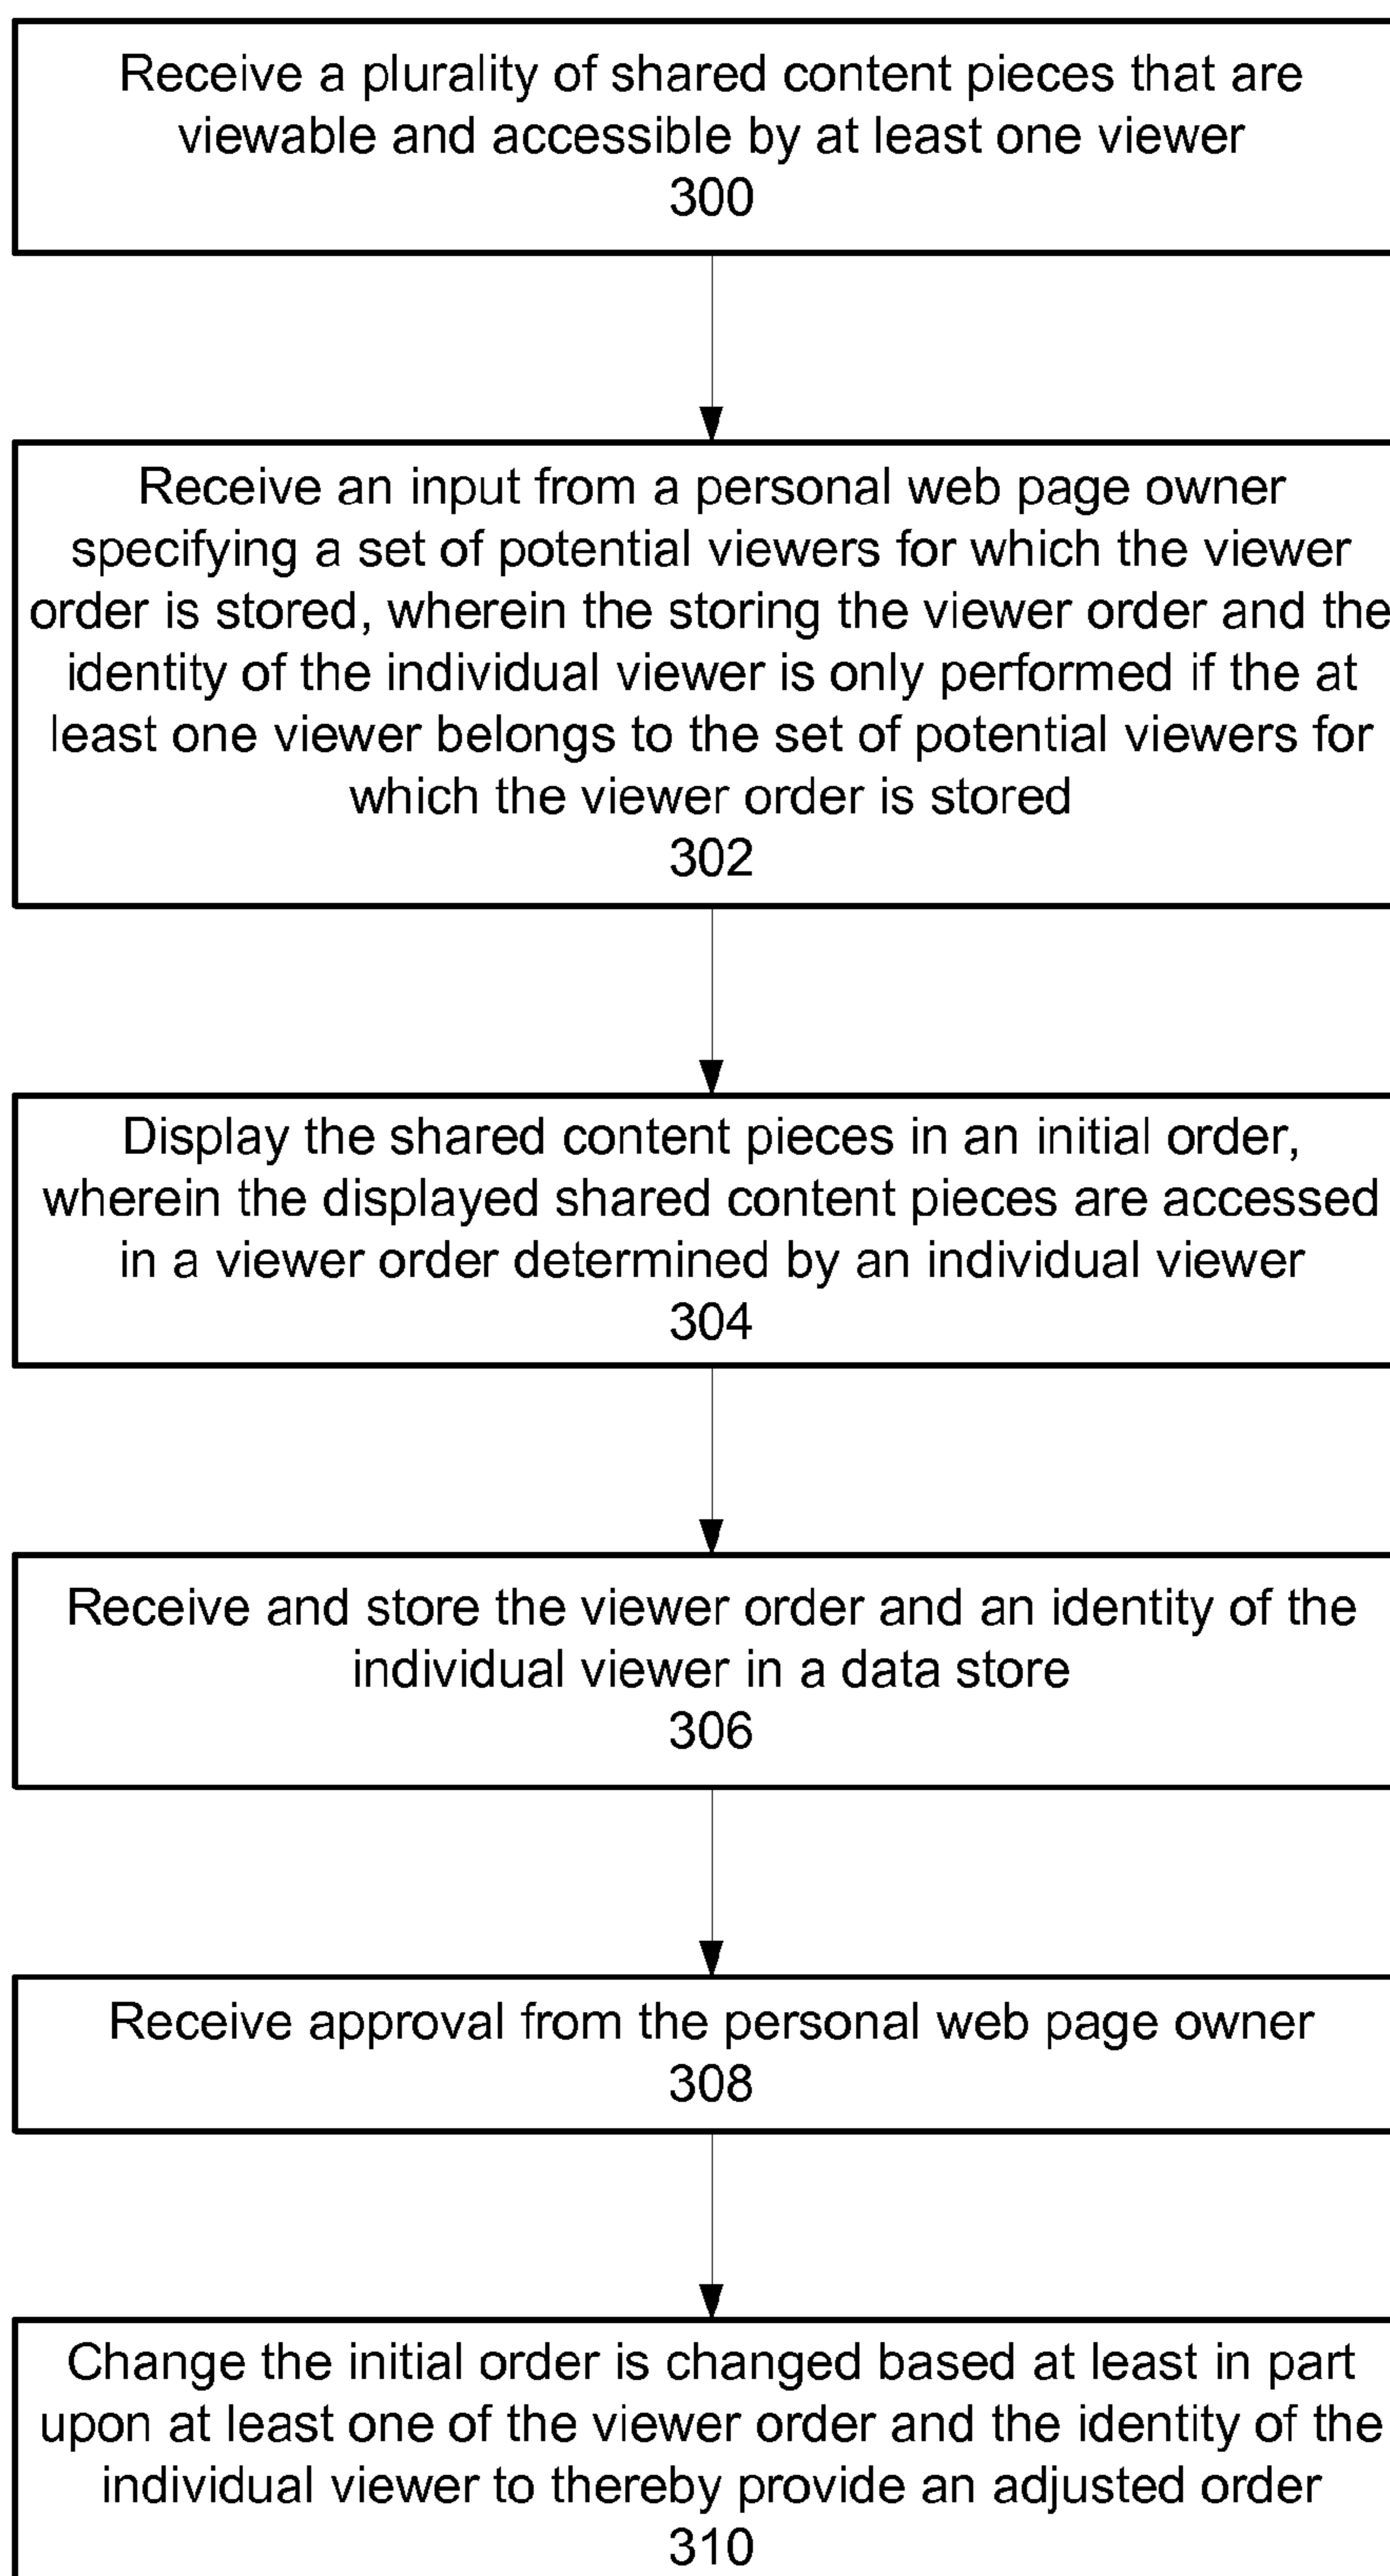 Receive a plurality of shared content pieces that are
viewable and accessible by at least one viewer
300
Receive an input from a personal web page owner
specifying a set of potential viewers for which the viewer
order is stored, wherein the storing the viewer order and the
identity of the individual viewer is only performed if the at
least one viewer belongs to the set of potential viewers for
which the viewer order is stored
302
Display the shared content pieces in an initial order,
wherein the displayed shared content pieces are accessed
in a viewer order determined by an individual viewer
304
Receive and store the viewer order and an identity of the
individual viewer in a data store
306
Receive approval from the personal web page owner
308
Change the initial order is changed based at least in part
upon at least one of the viewer order and the identity of the
individual viewer to thereby provide an adjusted order
310